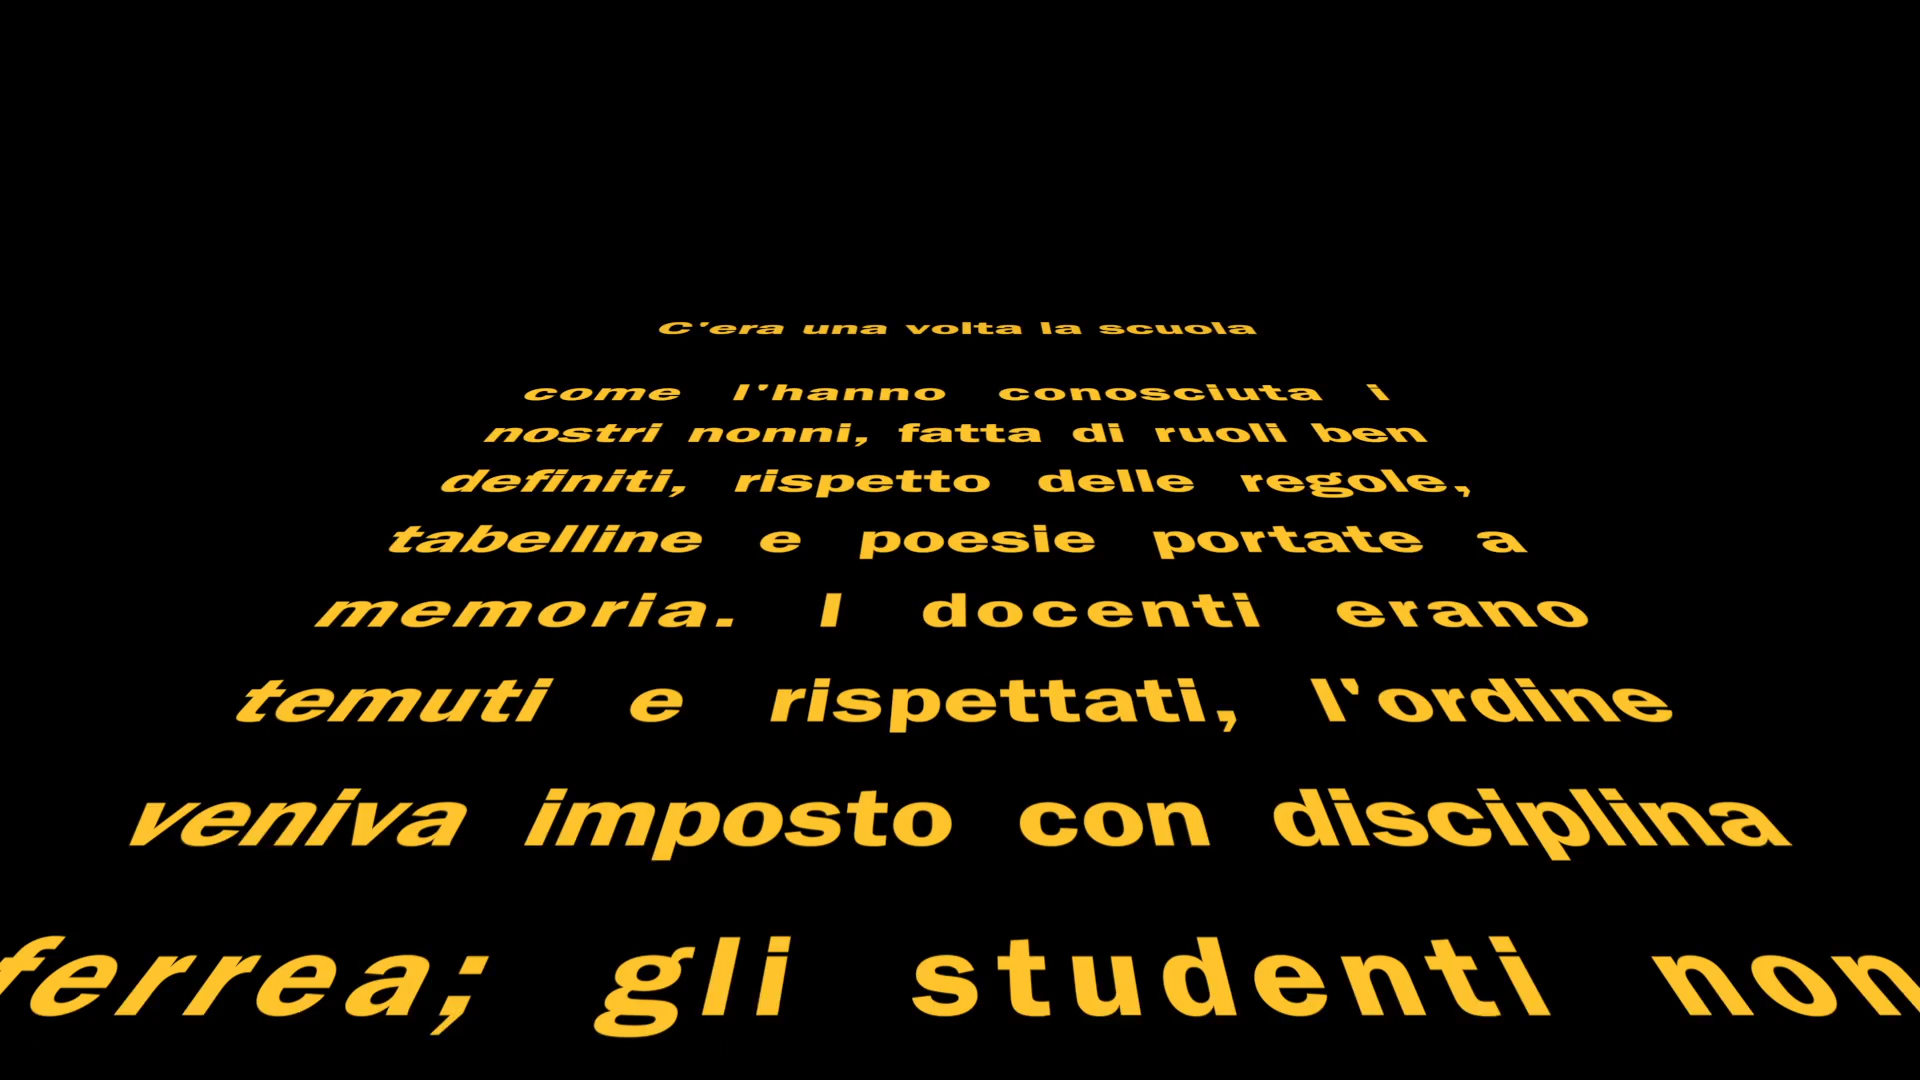 C'era una volta la scuola
come l'hanno conosciuta i
nostri nonni, fatta di ruoli ben
definiti, rispetto delle regole,
tabelline e poesie portate a
memoria. I docenti erano
temuti e rispettati, l'ordine
veniva imposto con disciplina
ferrea; gli studenti non